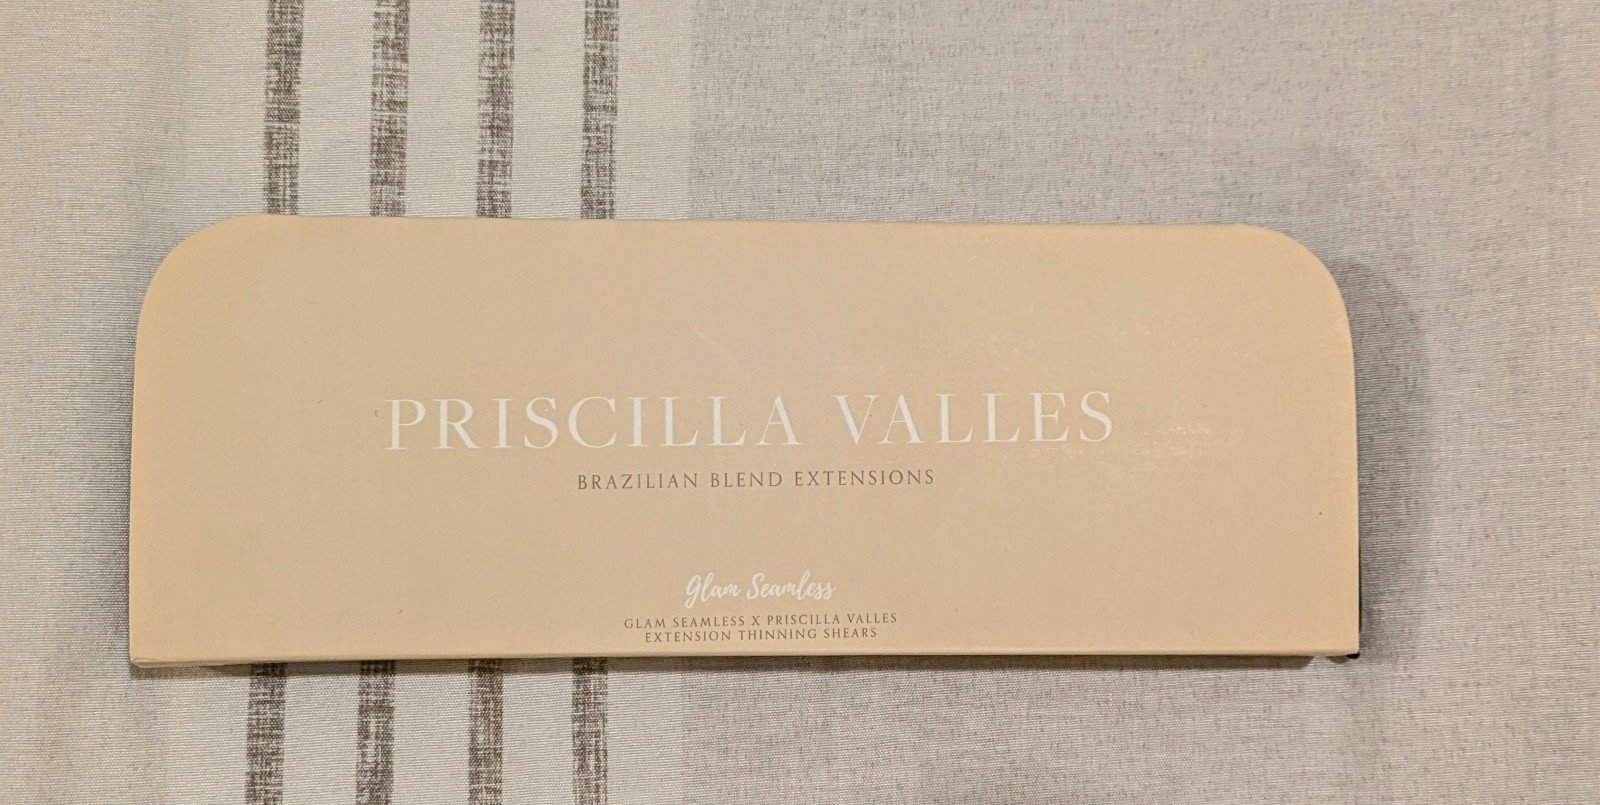 PRISCILLA VALLES
BRAZILIAN BLEND EXTENSIONS
Glam Seamless
GLAM SEAMLESS X PRISCILLA VALLES
EXTENSION THINNING SHEARS